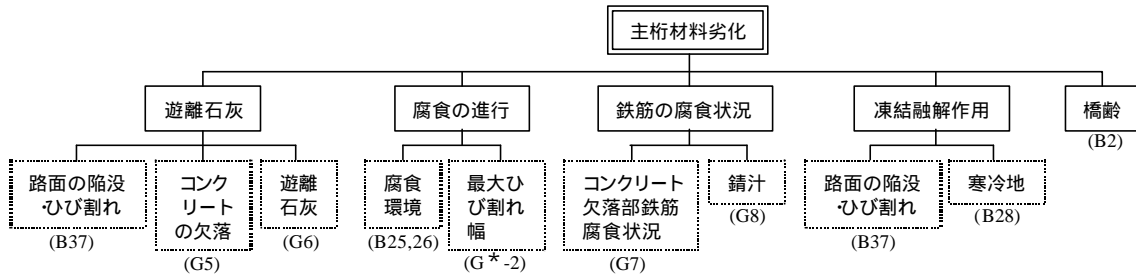 主桁材料劣化
遊離石灰
腐食の進行
鉄筋の腐食状況
凍結融解作用
橋齢
(B2)
路面の陥没
・ひび割れ
(B37)
コンク
リート
の欠落
(G5)
遊離
石灰
(G6)
腐食
環境
(B25,26)
最大ひ
び割れ
幅
(G*-2)
コンクリート
欠落部鉄筋
腐食状況
(G7)
錆汁
(G8)
路面の陥没
・ひび割れ
(B37)
寒冷地
(B28)